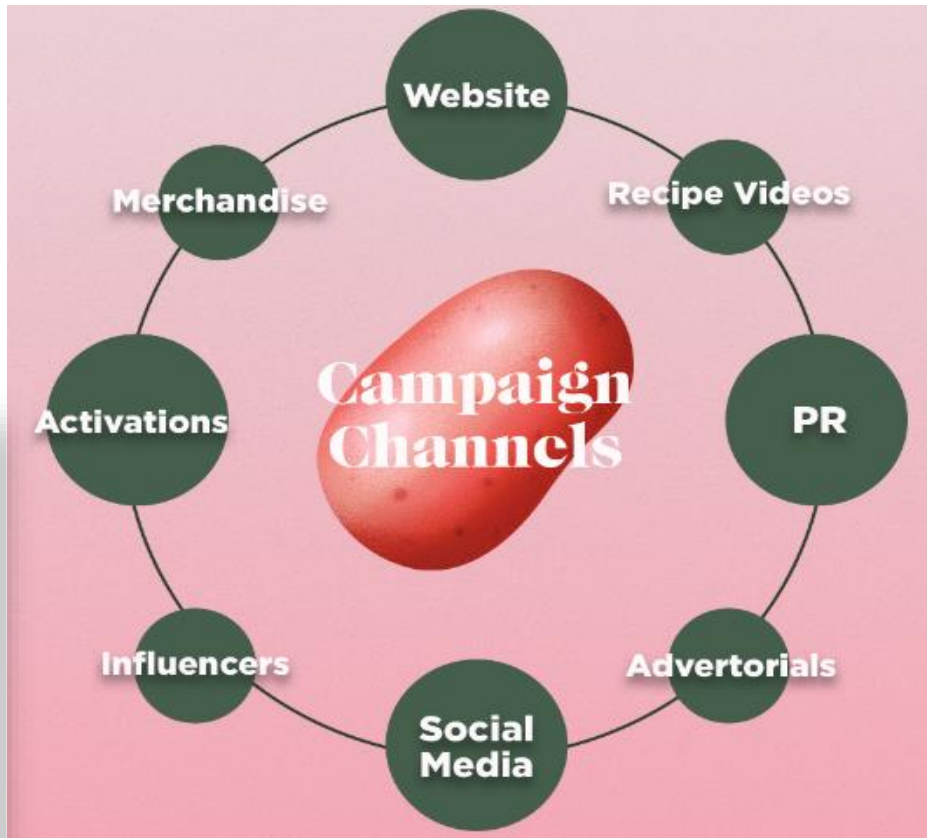 Website
Merchandise
Recipe Videos
Campaign
Channels
Activations
PR
Influencers
Advertorials
Social
Media